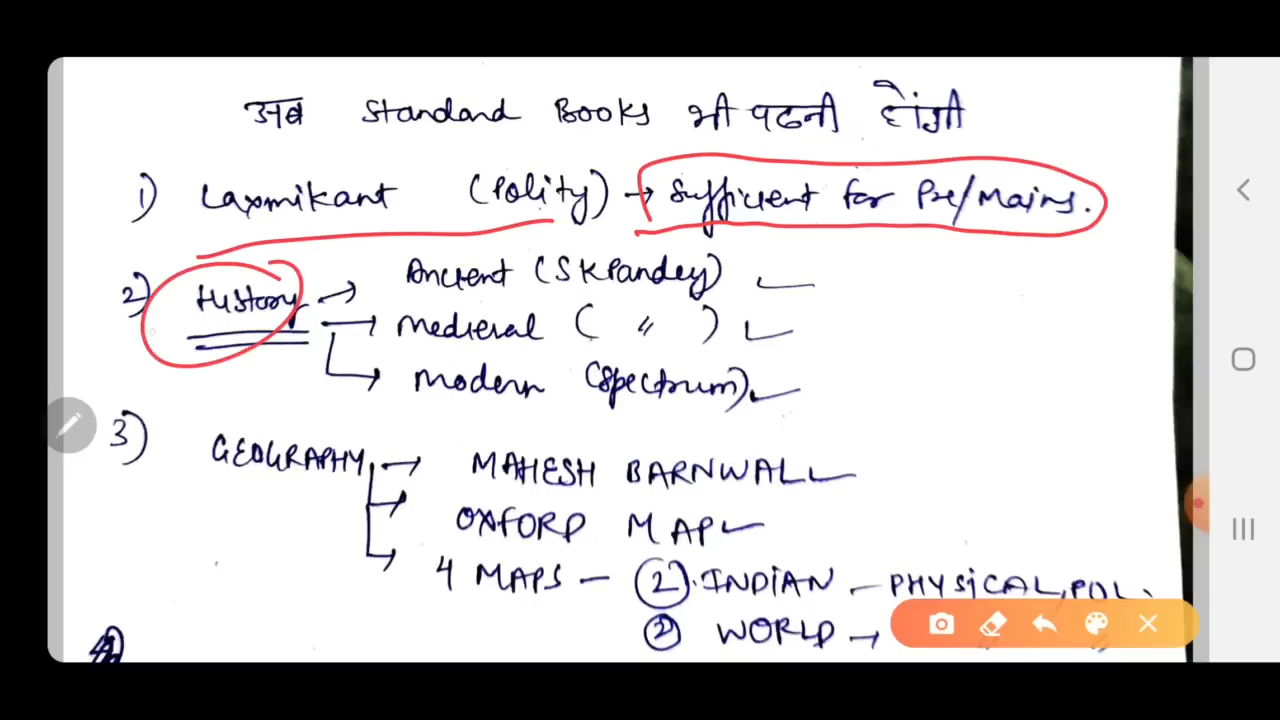 अब Standard Books भी पढनी होंगी
1) Laxmikant (Polity) → Sufficient for Pre/Mains.
2) History → Ancient (S K Pandey)
→ Medieval ( " )
→ Modern (Spectrum)
3) GEOGRAPHY → MAHESH BARNWAL
→ OXFORD MAP
→ 4 MAPS - (2). INDIAN - PHYSICAL, POL.
(2) WORLD →